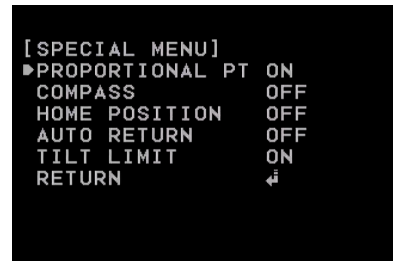 [SPECIAL MENU]
PROPORTIONAL PT ON
COMPASS OFF
HOME POSITION OFF
AUTO RETURN OFF
TILT LIMIT ON
RETURN ↲